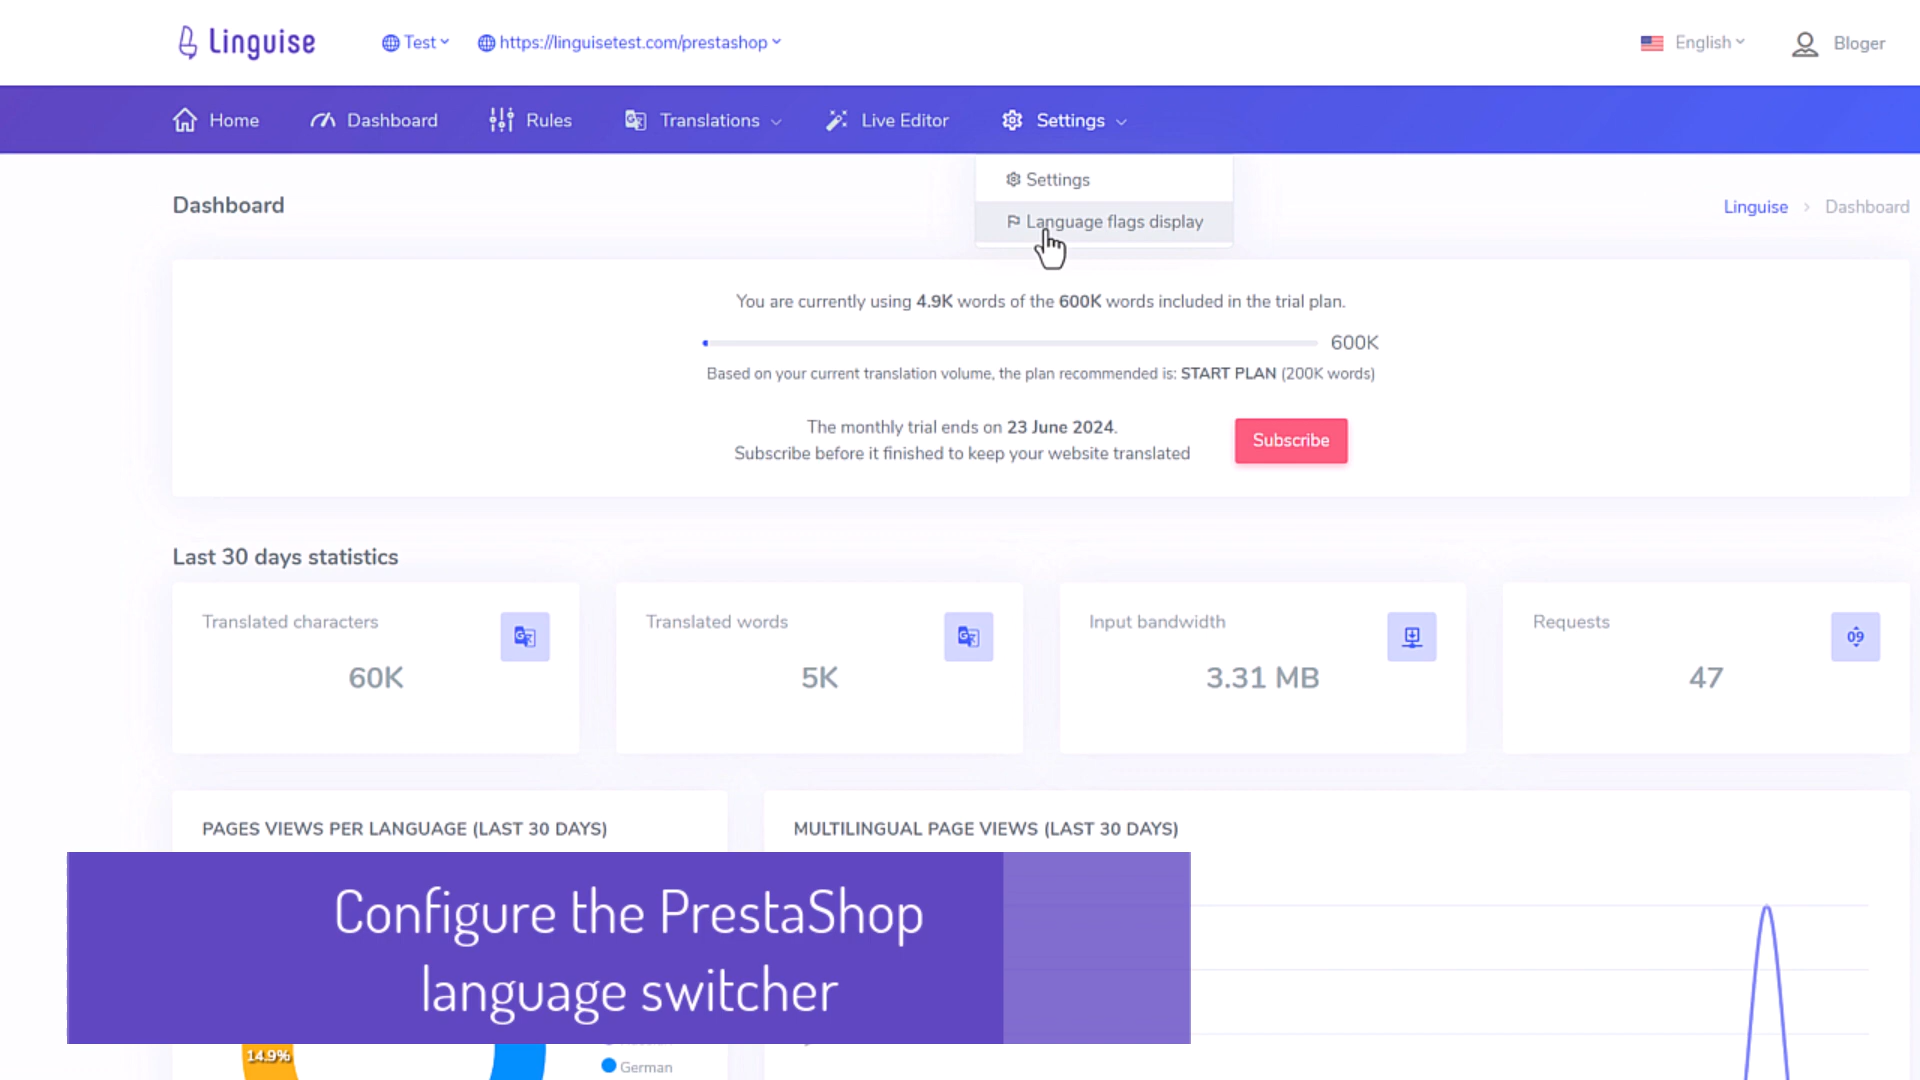 Linguise
Test
https://linguisetest.com/prestashop
English
Bloger
Home
Dashboard
Rules
Translations
Live Editor
Settings
Settings
Language flags display
Dashboard
Linguise > Dashboard
You are currently using 4.9K words of the 600K words included in the trial plan.
600K
Based on your current translation volume, the plan recommended is: START PLAN (200K words)
The monthly trial ends on 23 June 2024.
Subscribe before it finished to keep your website translated
Subscribe
Last 30 days statistics
Translated characters
60K
Translated words
5K
Input bandwidth
3.31 MB
Requests
09
47
PAGES VIEWS PER LANGUAGE (LAST 30 DAYS)
MULTILINGUAL PAGE VIEWS (LAST 30 DAYS)
Configure the PrestaShop
language switcher
14.9%
German